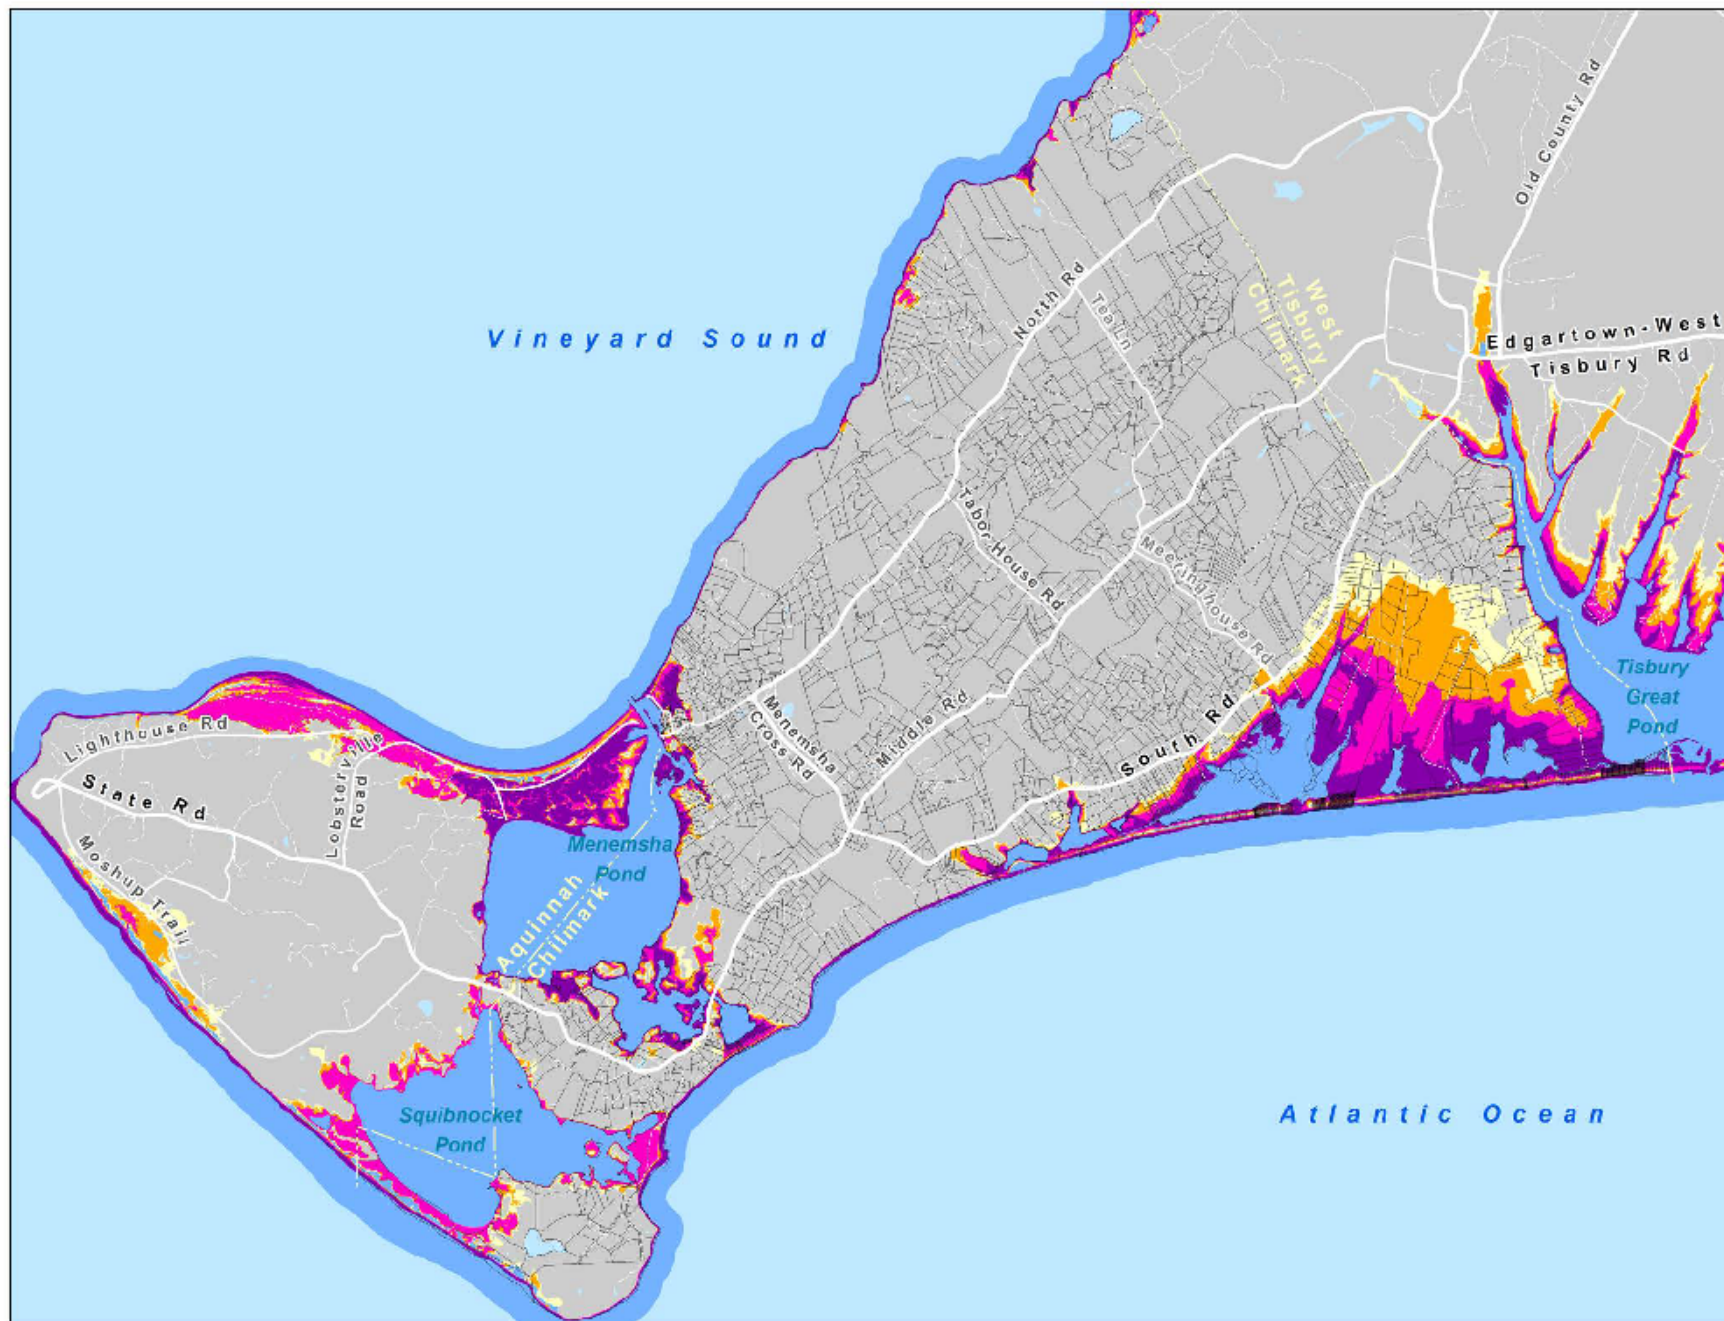 Old County Rd
North Rd
Tea Ln
West
Tisbury
Chilmark
Vineyard Sound
Edgartown-West
Tisbury Rd
Tabor House Rd
Meetinghouse Rd
Tisbury
Great
Pond
Lighthouse Rd
Menemsha
Cross Rd
Middle Rd
South Rd
State Rd
Lobsterville
Road
Moshup Trail
Menemsha
Pond
Aquinnah
Chilmark
Squibnocket
Pond
Atlantic Ocean